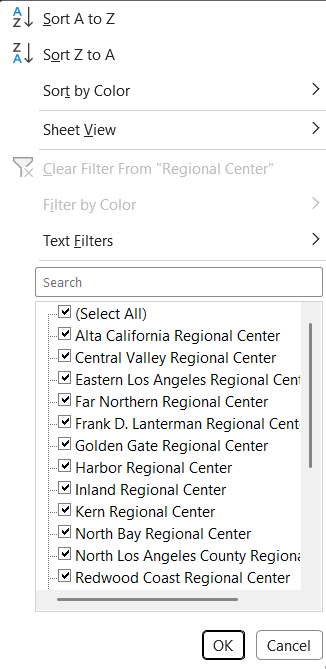 Sort A to Z
Sort Z to A
Sort by Color
Sheet View
Clear Filter From "Regional Center"
Filter by Color
Text Filters
Search
(Select All)
Alta California Regional Center
Central Valley Regional Center
Eastern Los Angeles Regional Cent
Far Northern Regional Center
Frank D. Lanterman Regional Cent
Golden Gate Regional Center
Harbor Regional Center
Inland Regional Center
Kern Regional Center
North Bay Regional Center
North Los Angeles County Regiona
Redwood Coast Regional Center
OK Cancel